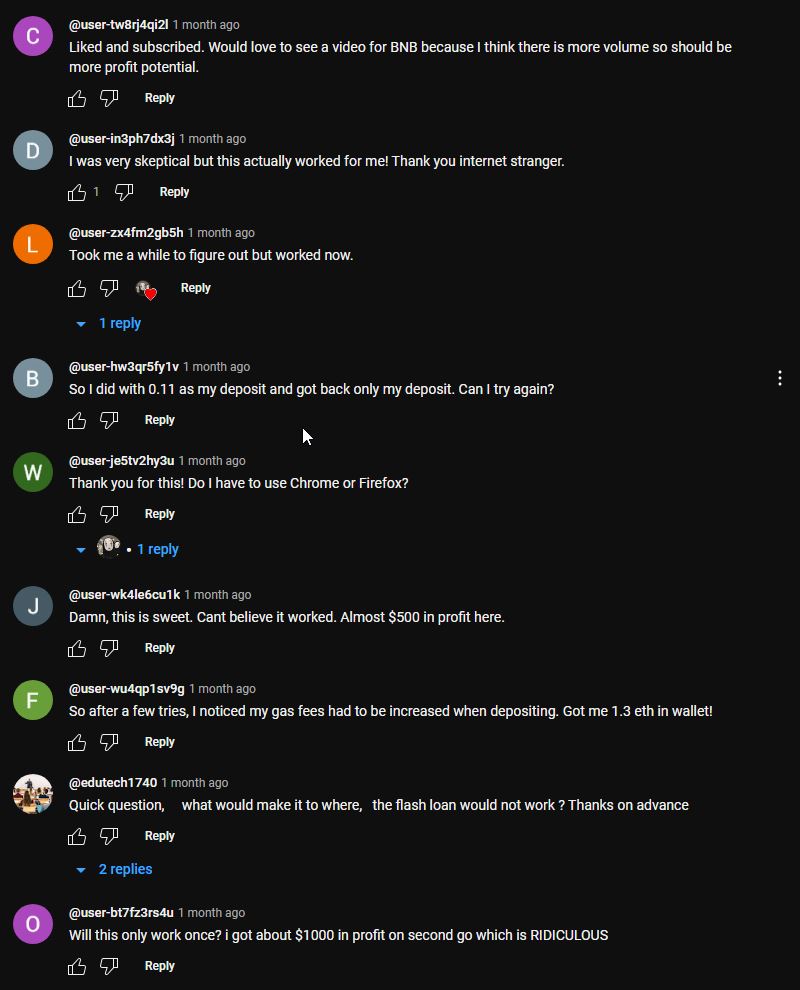 C
@user-tw8rj4qi2l 1 month ago
Liked and subscribed. Would love to see a video for BNB because I think there is more volume so should be
more profit potential.
Reply
D
@user-in3ph7dx3j 1 month ago
I was very skeptical but this actually worked for me! Thank you internet stranger.
1 Reply
L
@user-zx4fm2gb5h 1 month ago
Took me a while to figure out but worked now.
Reply
1 reply
B
@user-hw3qr5fy1v 1 month ago
So I did with 0.11 as my deposit and got back only my deposit. Can I try again?
Reply
W
@user-je5tv2hy3u 1 month ago
Thank you for this! Do I have to use Chrome or Firefox?
Reply
• 1 reply
J
@user-wk4le6cu1k 1 month ago
Damn, this is sweet. Cant believe it worked. Almost $500 in profit here.
Reply
F
@user-wu4qp1sv9g 1 month ago
So after a few tries, I noticed my gas fees had to be increased when depositing. Got me 1.3 eth in wallet!
Reply
@edutech1740 1 month ago
Quick question,    what would make it to where,   the flash loan would not work ? Thanks on advance
Reply
2 replies
O
@user-bt7fz3rs4u 1 month ago
Will this only work once? i got about $1000 in profit on second go which is RIDICULOUS
Reply